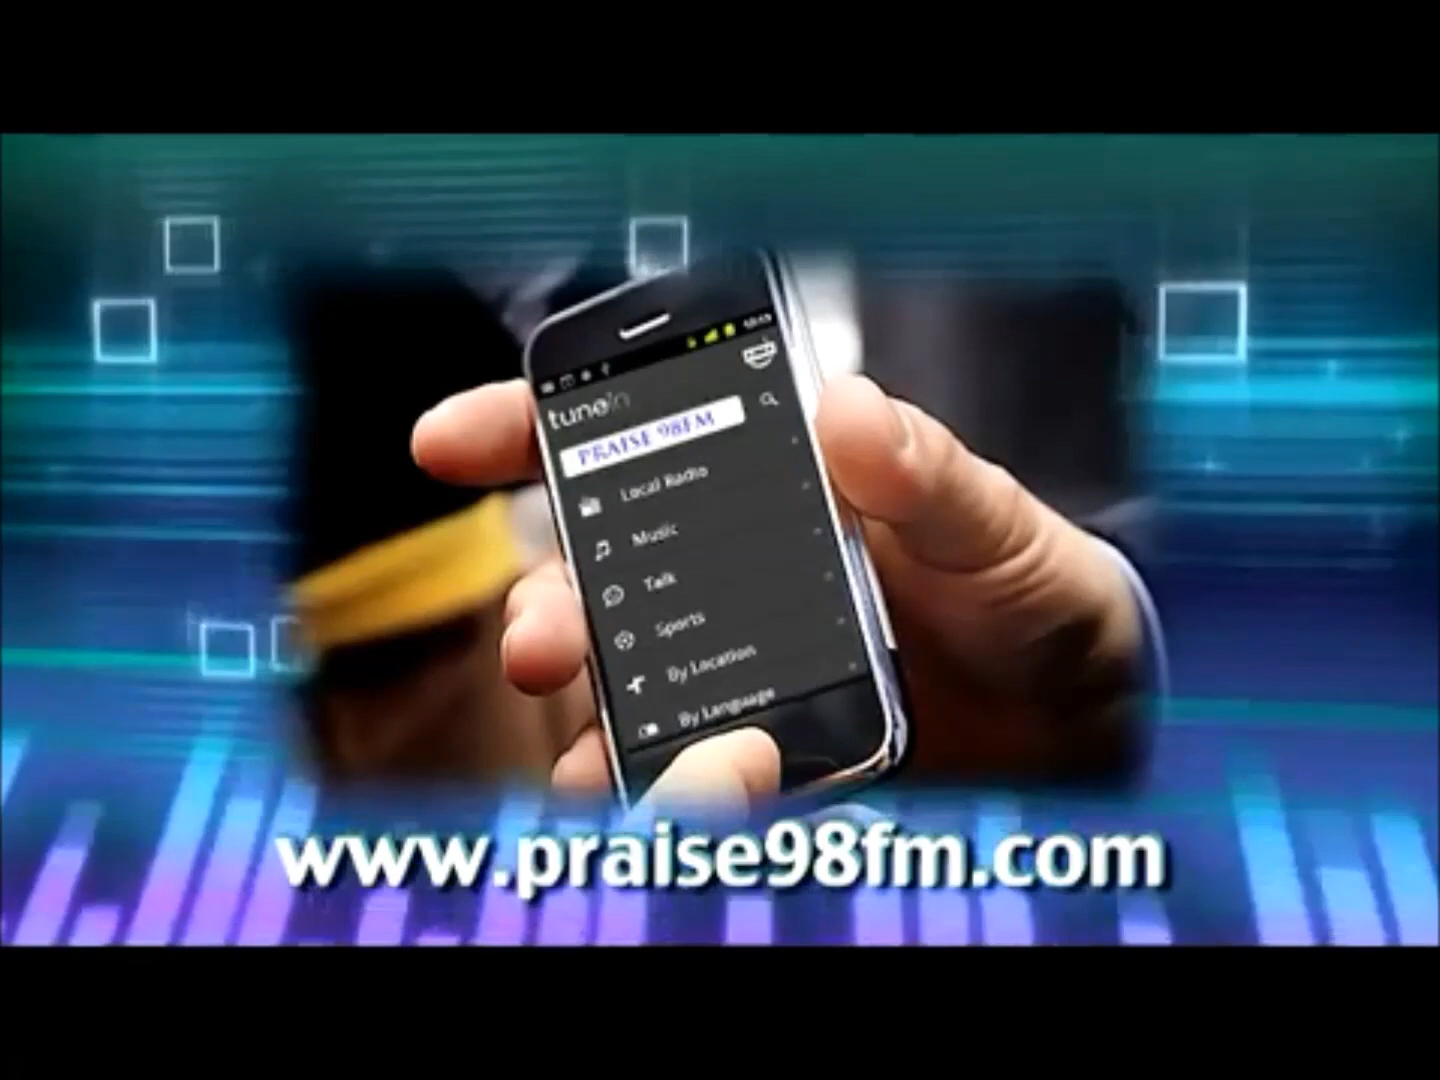 tunein
PRAISE 98FM
Local Radio
Music
Talk
Sports
By Location
By Language
www.praise98fm.com